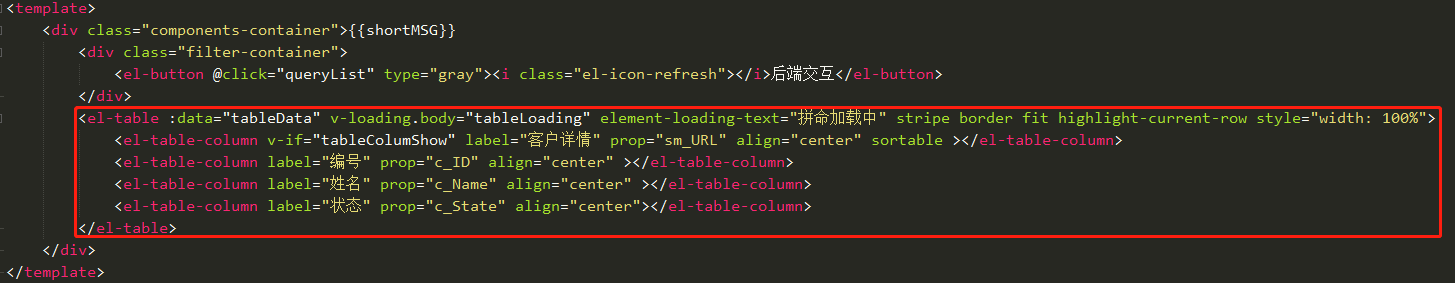 <template>
<div class="components-container">{{shortMSG}}
<div class="filter-container">
<el-button @click="queryList" type="gray"><i class="el-icon-refresh"></i>后端交互</el-button>
</div>
<el-table :data="tableData" v-loading.body="tableLoading" element-loading-text="拼命加载中" stripe border fit highlight-current-row style="width: 100%">
<el-table-column v-if="tableColumShow" label="客户详情" prop="sm_URL" align="center" sortable ></el-table-column>
<el-table-column label="编号" prop="c_ID" align="center" ></el-table-column>
<el-table-column label="姓名" prop="c_Name" align="center" ></el-table-column>
<el-table-column label="状态" prop="c_State" align="center"></el-table-column>
</el-table>
</div>
</template>